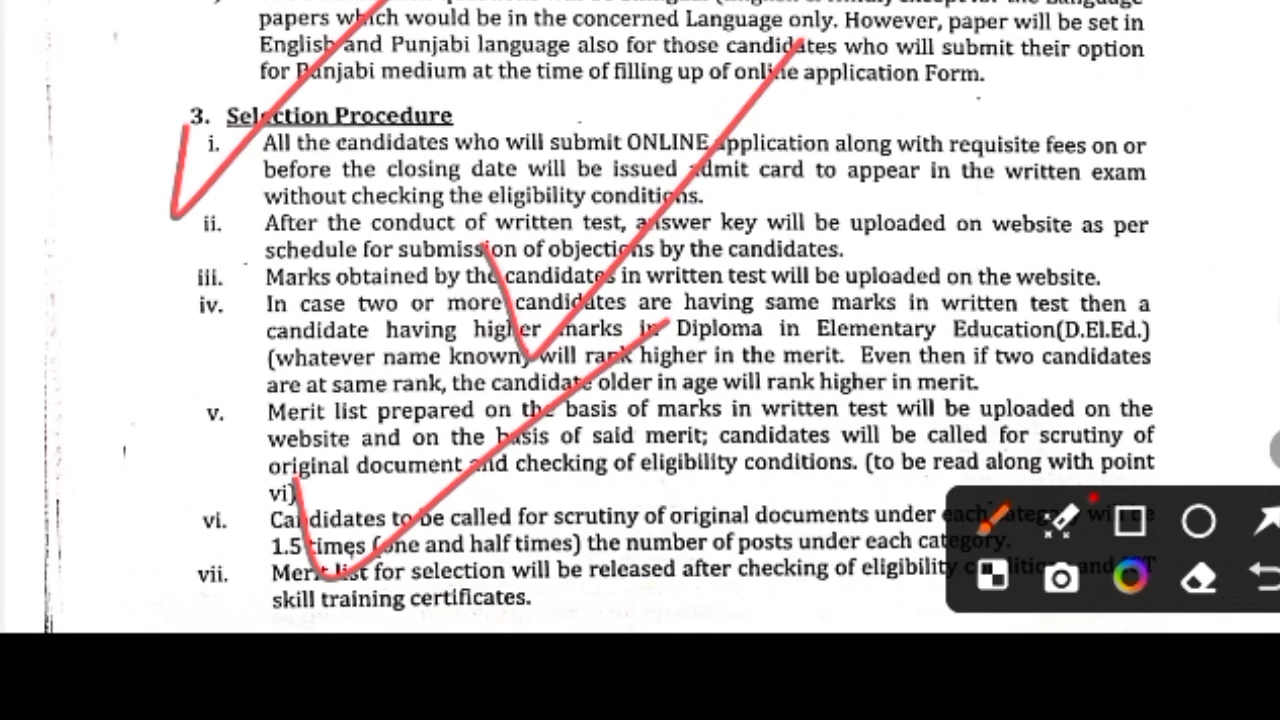 papers which would be in the concerned Language only. However, paper will be set in
English and Punjabi language also for those candidates who will submit their option
for Punjabi medium at the time of filling up of online application Form.
3. Selection Procedure
i. All the candidates who will submit ONLINE application along with requisite fees on or
before the closing date will be issued admit card to appear in the written exam
without checking the eligibility conditions.
ii. After the conduct of written test, answer key will be uploaded on website as per
schedule for submission of objections by the candidates.
iii. Marks obtained by the candidates in written test will be uploaded on the website.
iv. In case two or more candidates are having same marks in written test then a
candidate having higher marks in Diploma in Elementary Education(D.El.Ed.)
(whatever name known) will rank higher in the merit. Even then if two candidates
are at same rank, the candidate older in age will rank higher in merit.
v. Merit list prepared on the basis of marks in written test will be uploaded on the
website and on the basis of said merit; candidates will be called for scrutiny of
original document and checking of eligibility conditions. (to be read along with point
vi)
vi. Candidates to be called for scrutiny of original documents under each category will be
1.5 times (one and half times) the number of posts under each category.
vii. Merit list for selection will be released after checking of eligibility conditions and
skill training certificates.